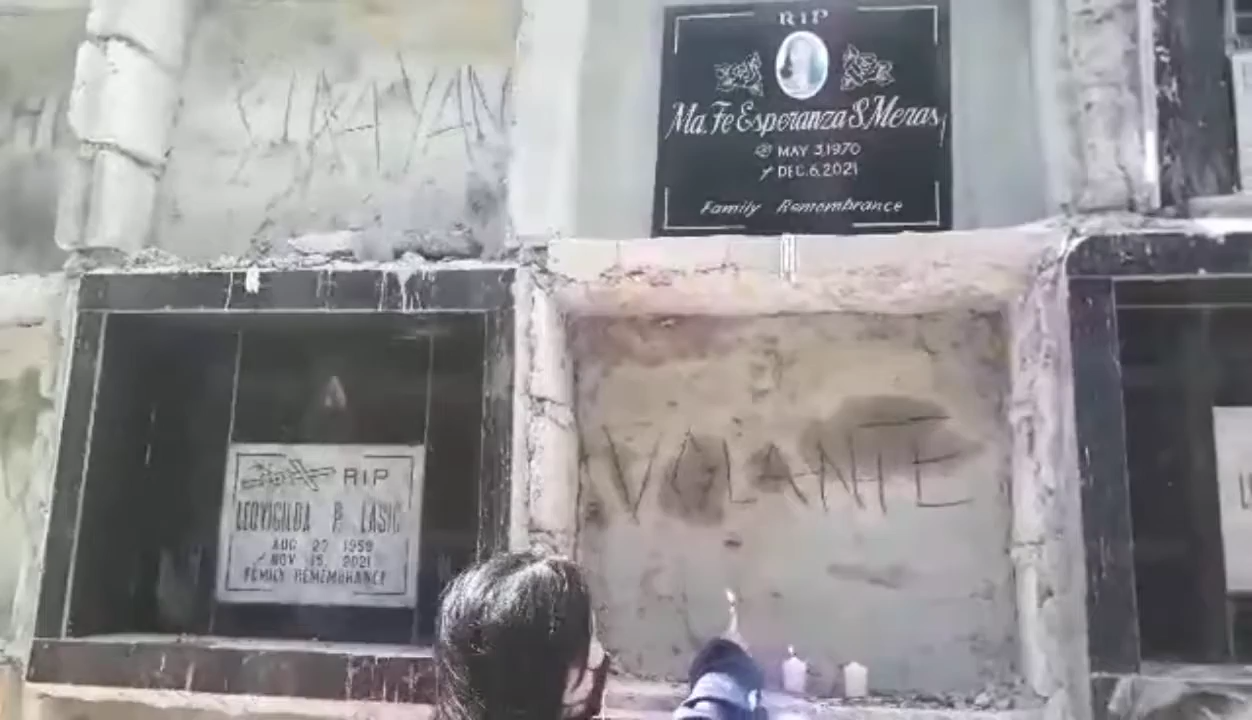 RIP
Ma. Fe Esperanza S. Meras
MAY 3, 1970
DEC. 6, 2021
Family Remembrance
VOLANTE
RIP
LEOVIGILDA P. LASIC
AUG 27 1959
NOV 15, 2021
FAMILY REMEMBRANCE